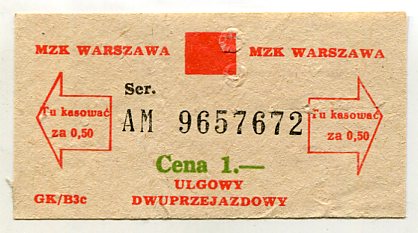 MZK WARSZAWA MZK WARSZAWA
Ser.
AM 9657672
Tu kasować
za 0,50
Tu kasować
za 0,50
Cena 1.—
ULGOWY
GK/B3c DWUPRZEJAZDOWY